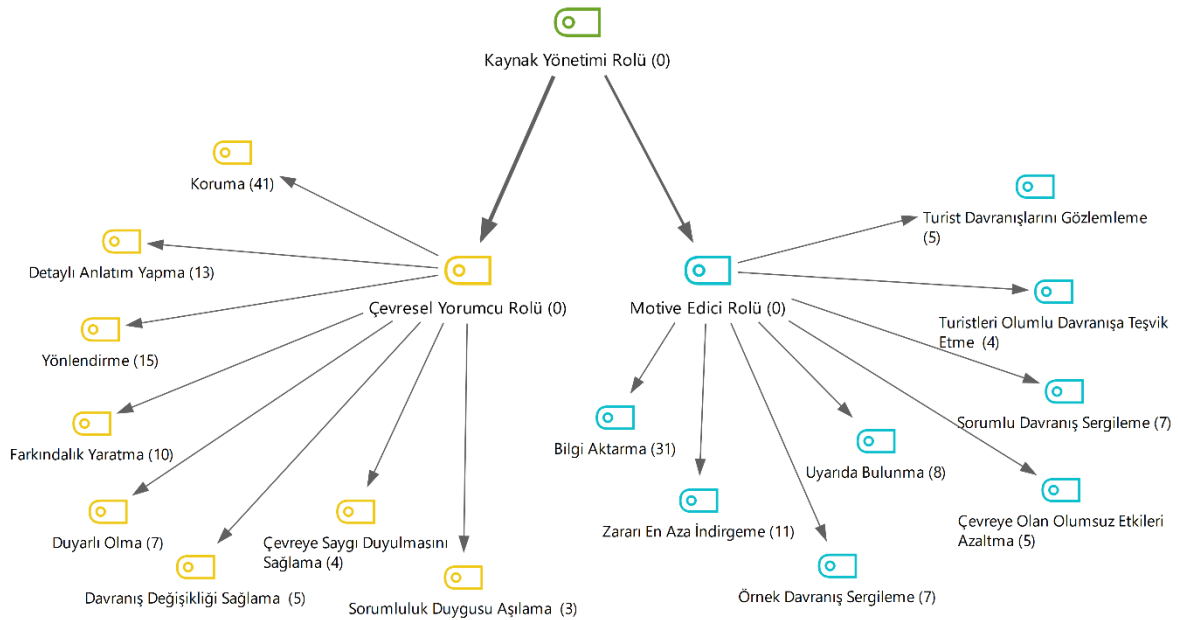 Kaynak Yönetimi Rolü (0)
Koruma (41)
Detaylı Anlatım Yapma (13)
Yönlendirme (15)
Farkındalık Yaratma (10)
Duyarlı Olma (7)
Davranış Değişikliği Sağlama (5)
Çevreye Saygı Duyulmasını
Sağlama (4)
Sorumluluk Duygusu Aşılama (3)
Çevresel Yorumcu Rolü (0)
Motive Edici Rolü (0)
Turist Davranışlarını Gözlemleme
(5)
Turistleri Olumlu Davranışa Teşvik
Etme (4)
Sorumlu Davranış Sergileme (7)
Çevreye Olan Olumsuz Etkileri
Azaltma (5)
Uyarıda Bulunma (8)
Örnek Davranış Sergileme (7)
Zararı En Aza İndirgeme (11)
Bilgi Aktarma (31)